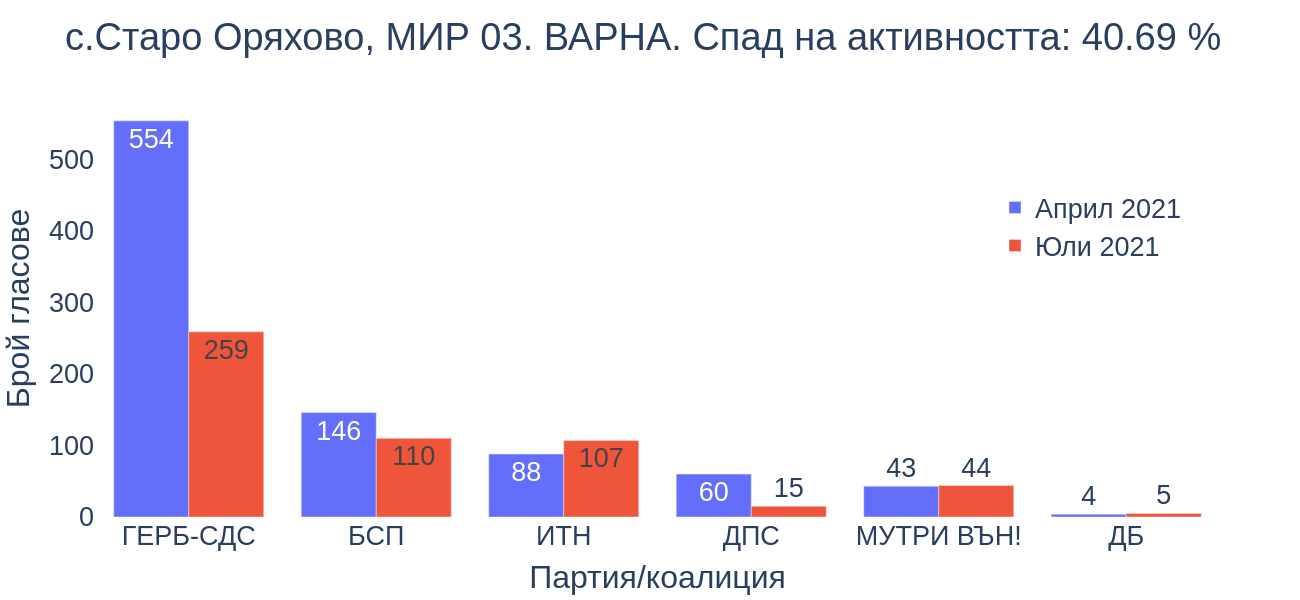 с.Старо Оряхово, МИР 03. ВАРНА. Спад на активността: 40.69 %
Брой гласове
500
400
300
200
100
0
554
259
146
110
88
107
60
15
43
44
4
5
Април 2021
Юли 2021
ГЕРБ-СДС
БСП
ИТН
ДПС
МУТРИ ВЪН!
ДБ
Партия/коалиция